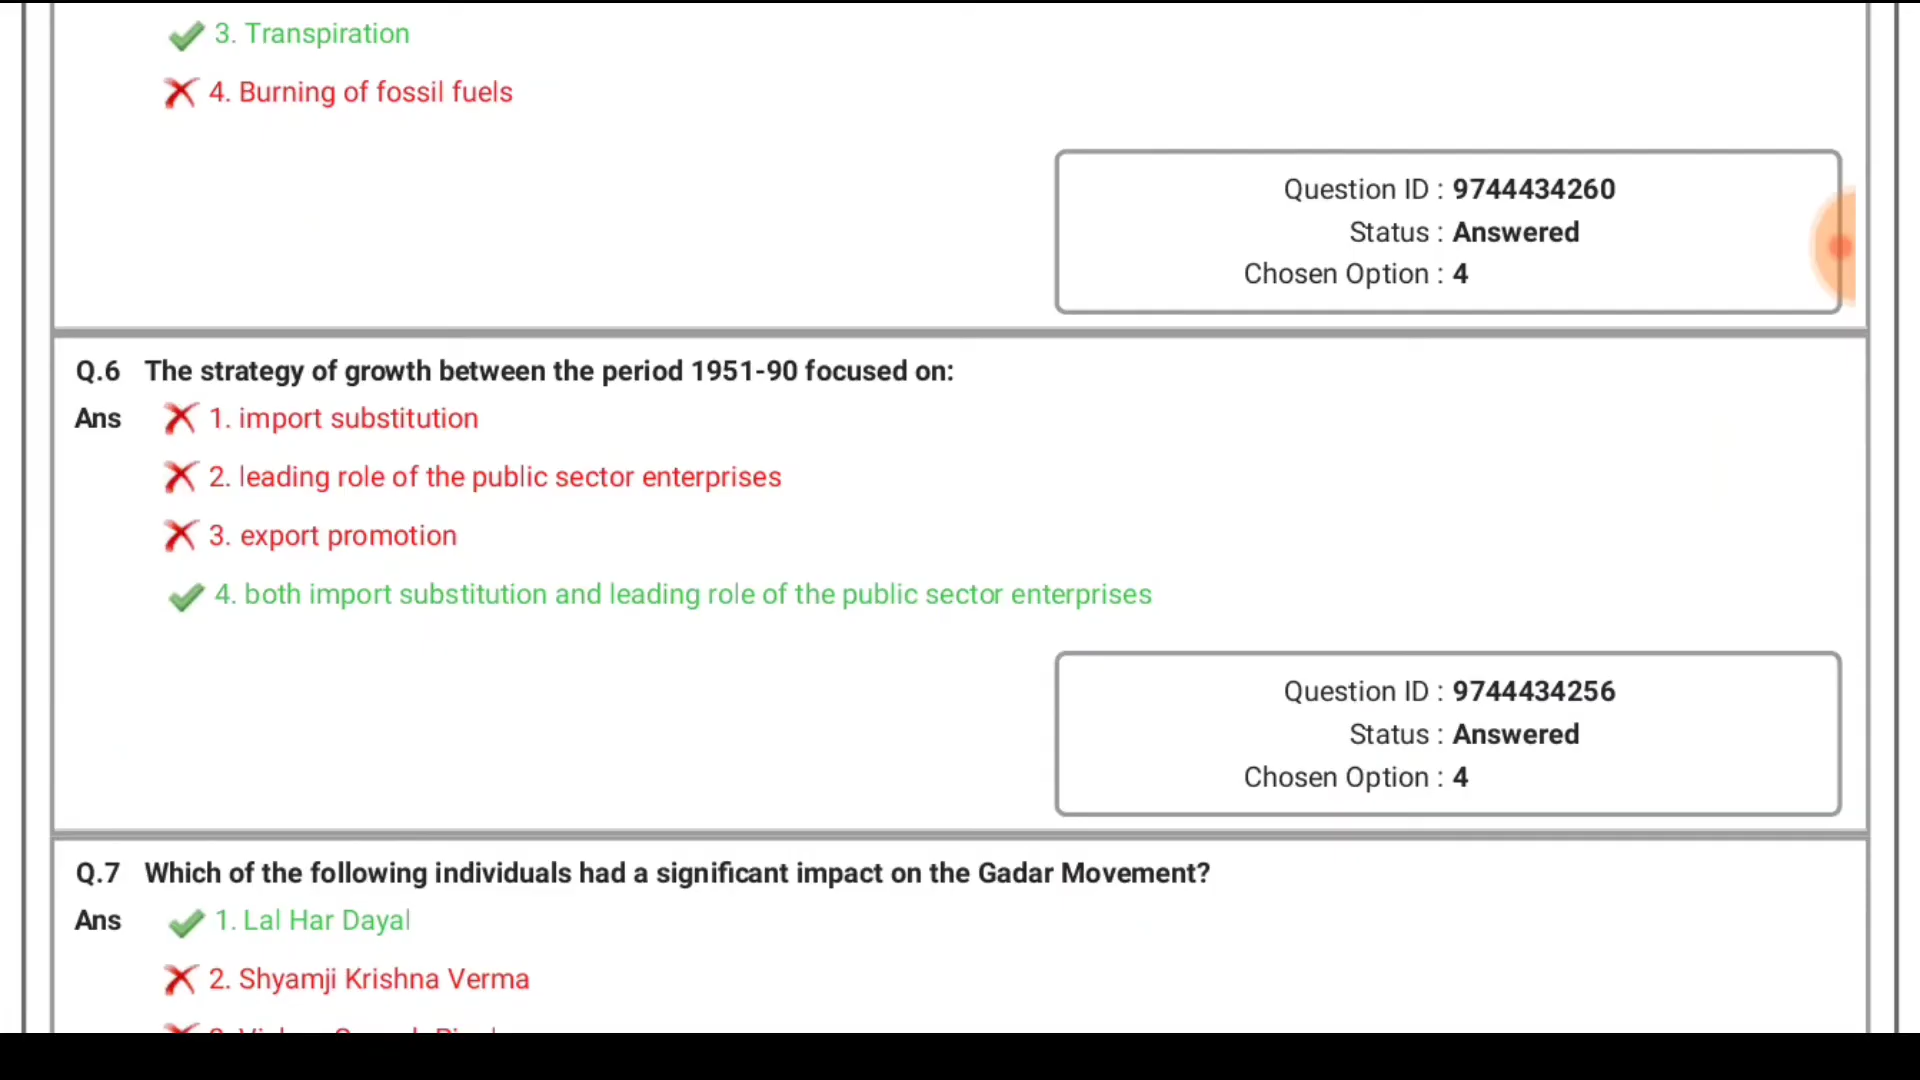 3. Transpiration
4. Burning of fossil fuels
Question ID : 9744434260
Status : Answered
Chosen Option : 4
Q.6 The strategy of growth between the period 1951-90 focused on:
Ans 1. import substitution
2. leading role of the public sector enterprises
3. export promotion
4. both import substitution and leading role of the public sector enterprises
Question ID : 9744434256
Status : Answered
Chosen Option : 4
Q.7 Which of the following individuals had a significant impact on the Gadar Movement?
Ans 1. Lal Har Dayal
2. Shyamji Krishna Verma